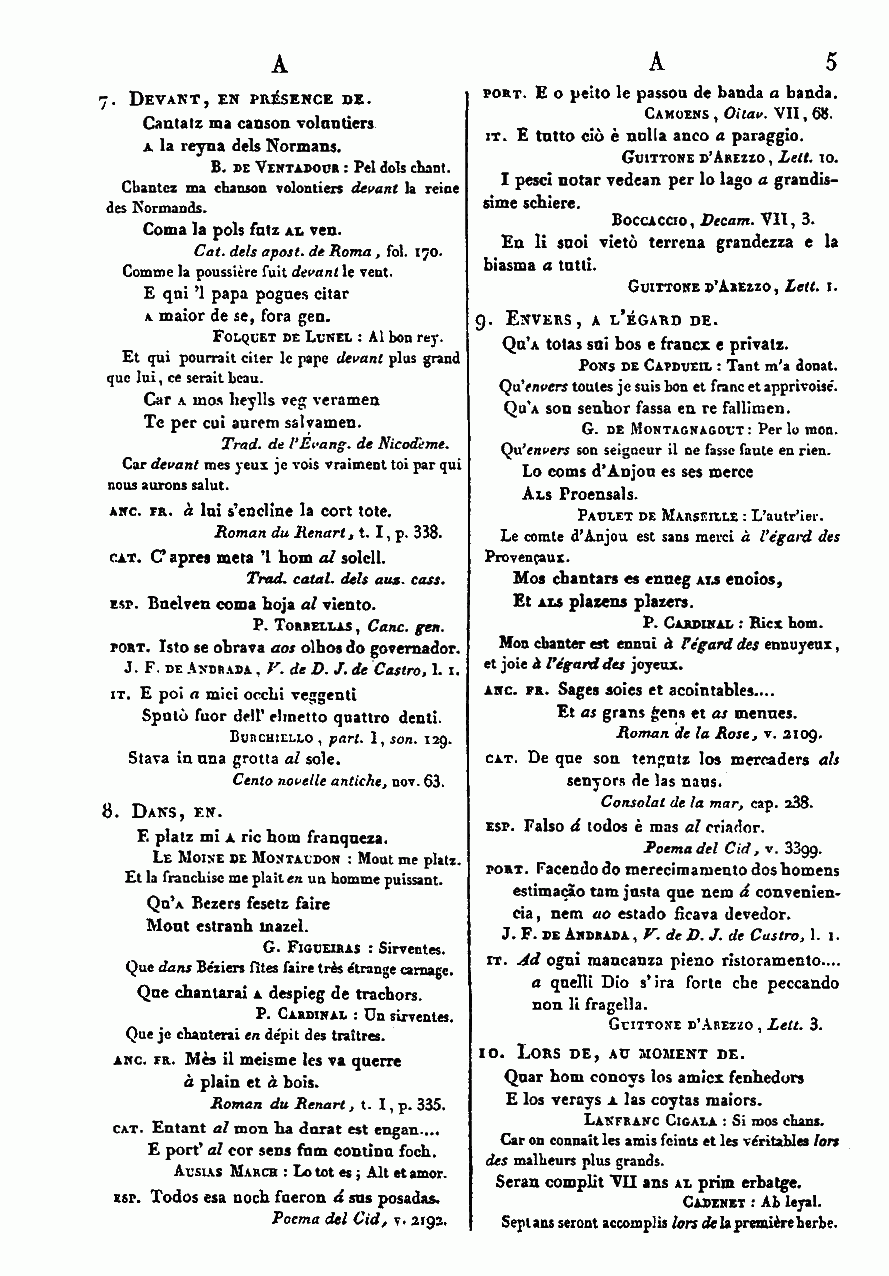 A
7. Devant, en présence de.
Cantatz ma canson voluntiers
a la reyna dels Normans.
B. de Ventadour : Pel dols chant.
Chantez ma chanson volontiers devant la reine
des Normands.
Coma la pols futz al ven.
Cat. dels apost. de Roma, fol. 170.
Comme la poussière fuit devant le vent.
E qui 'l papa pogues citar
a maior de se, fora gen.
Folquet de Lunel : Al bon rey.
Et qui pourrait citer le pape devant plus grand
que lui, ce serait beau.
Car a mos heylls veg veramen
Te per cui aurem salvamen.
Trad. de l'Évang. de Nicodème.
Car devant mes yeux je vois vraiment toi par qui
nous aurons salut.
anc. fr. à lui s'encline la cort tote.
Roman du Renart, t. I, p. 338.
cat. C'apres meta 'l hom al solell.
Trad. catal. dels aus. cass.
esp. Buelven coma hoja al viento.
P. Torrellas, Canc. gen.
port. Isto se obrava aos olhos do governador.
J. F. de Andrada, V. de D. J. de Castro, l. 1.
it. E poi a mici occhi veggenti
Sputò fuor dell' elmetto quattro denti.
Burchiello, part. 1, son. 129.
Stava in una grotta al sole.
Cento novelle antiche, nov. 63.
8. Dans, en.
E platz mi a ric hom franqueza.
Le Moine de Montaudon : Mout me platz.
Et la franchise me plait en un homme puissant.
Qu'a Bezers fesetz faire
Mout estranh mazel.
G. Figueiras : Sirventes.
Que dans Béziers fîtes faire très étrange carnage.
Que chantarai a despieg de trachors.
P. Cardinal : Un sirventes.
Que je chanterai en dépit des traîtres.
anc. fr. Mès il meisme les va querre
à plain et à bois.
Roman du Renart, t. I, p. 335.
cat. Entant al mon ha durat est engan....
E port' al cor sens fum continu foch.
Ausias March : Lo tot es; Alt et amor.
esp. Todos esa noch fueron á sus posadas.
Poema del Cid, v. 2192.
A 5
port. E o peito le passou de banda a banda.
Camoens, Oitav. VII, 68.
it. E tutto ciò è nulla anco a paraggio.
Guittone d'Arezzo, Lett. 10.
I pesci notar vedean per lo lago a grandis-
sime schiere.
Boccaccio, Decam. VII, 3.
En li suoi vietò terrena grandezza e la
biasma a tutti.
Guittone d'Arezzo, Lett. 1.
9. Envers, a l'égard de.
Qu'a totas sui bos e francx e privatz.
Pons de Capdueil : Tant m'a donat.
Qu'envers toutes je suis bon et franc et apprivoisé.
Qu'a son senhor fassa en re fallimen.
G. de Montagnagout : Per lo mon.
Qu'envers son seigneur il ne fasse faute en rien.
Lo coms d'Anjou es ses merce
Als Proensals.
Paulet de Marseille : L'autr'ier.
Le comte d'Anjou est sans merci à l'égard des
Provençaux.
Mos chantars es enueg als enoios,
Et als plazens plazers.
P. Cardinal : Ricx hom.
Mon chanter est ennui à l'égard des ennuyeux,
et joie à l'égard des joyeux.
anc. fr. Sages soies et acointables....
Et as grans gens et as menues.
Roman de la Rose, v. 2109.
cat. De que son tenguts los mercaders als
senyors de las naus.
Consolat de la mar, cap. 238.
esp. Falso á todos è mas al criador.
Poema del Cid, v. 3399.
port. Facendo do merecimamento dos homens
estimação tam justa que nem á convenien-
cia, nem ao estado ficava devedor.
J. F. de Andrada, V. de D. J. de Castro, l. 1.
it. Ad ogni mancanza pieno ristoramento....
a quelli Dio s'ira forte che peccando
non li fragella.
Guittone d'Arezzo, Lett. 3.
10. Lors de, au moment de.
Quar hom conoys los amicx fenhedors
E los verays a las coytas maiors.
Lanfranc Cigala : Si mos chans.
Car on connaît les amis feints et les véritables lors
des malheurs plus grands.
Seran complit VII ans al prim erbatge.
Cadenet : Ab leyal.
Sept ans seront accomplis lors de la première herbe.